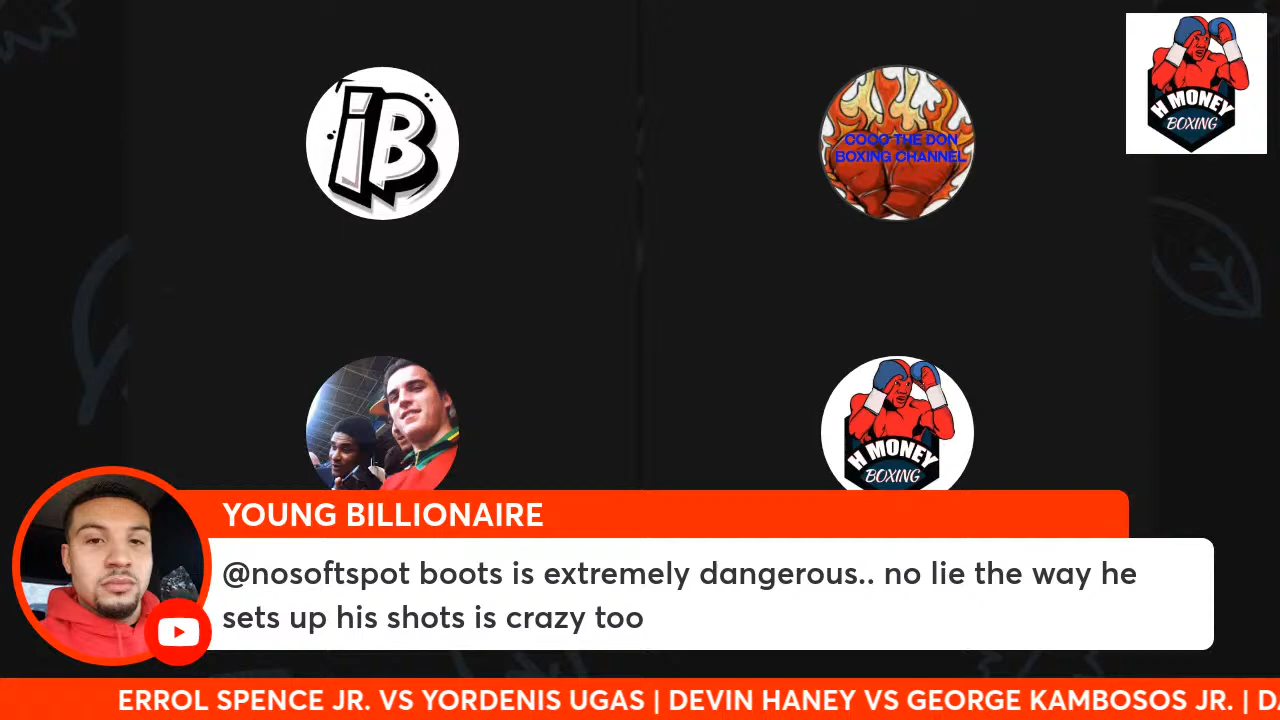 iB
COCO THE DON
BOXING CHANNEL
H MONEY
BOXING
H MONEY
BOXING
YOUNG BILLIONAIRE
@nosoftspot boots is extremely dangerous.. no lie the way he
sets up his shots is crazy too
ERROL SPENCE JR. VS YORDENIS UGAS | DEVIN HANEY VS GEORGE KAMBOSOS JR. |